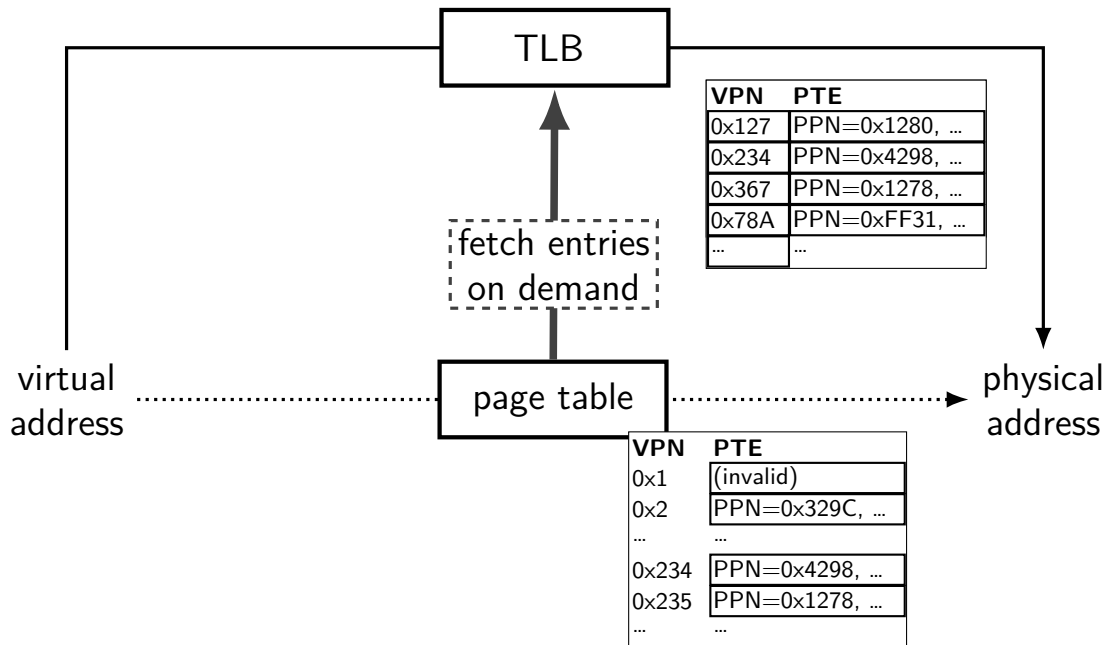 TLB
VPN PTE
0x127 PPN=0x1280, ...
0x234 PPN=0x4298, ...
0x367 PPN=0x1278, ...
0x78A PPN=0xFF31, ...
... ...
fetch entries
on demand
virtual
address
page table
physical
address
VPN PTE
0x1 (invalid)
0x2 PPN=0x329C, ...
... ...
0x234 PPN=0x4298, ...
0x235 PPN=0x1278, ...
... ...